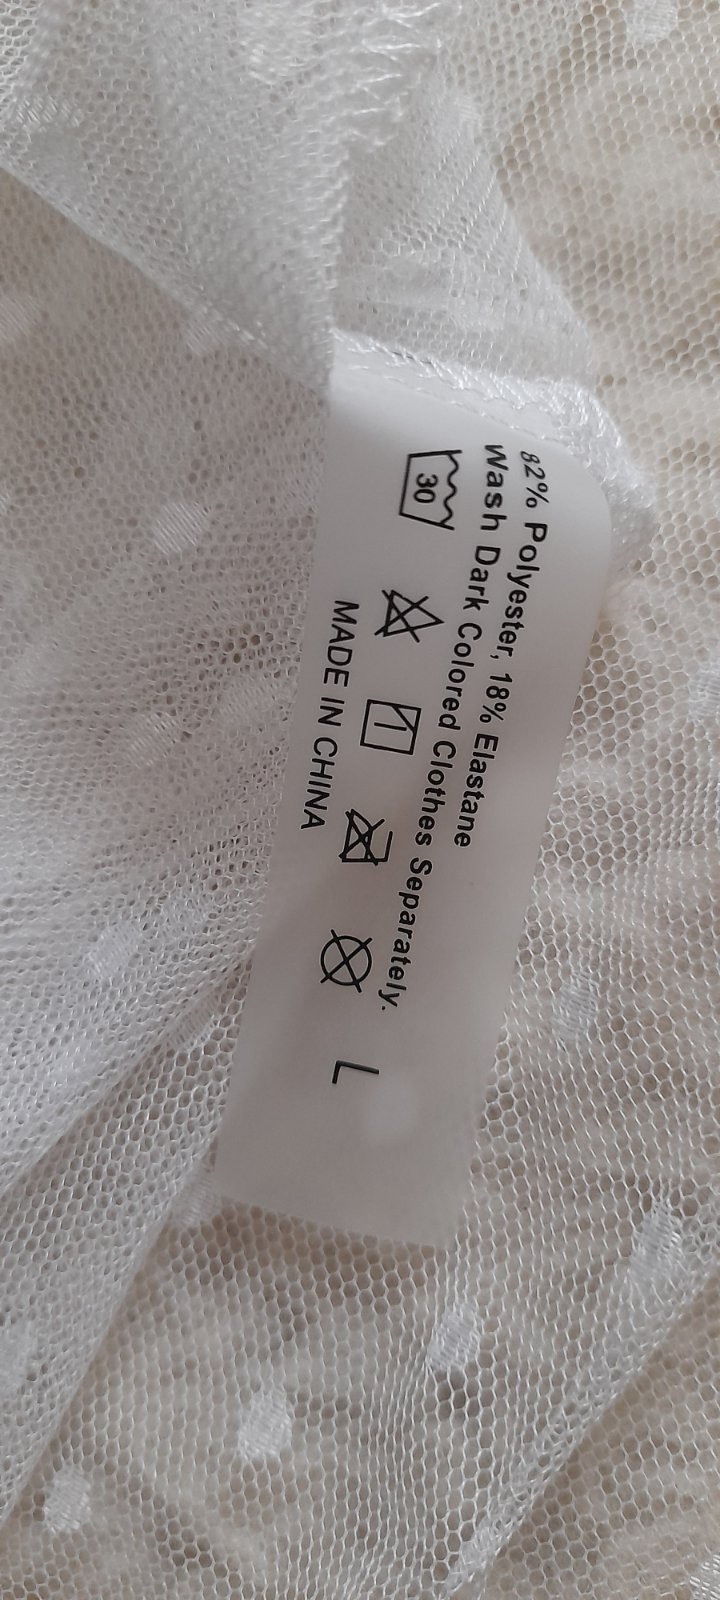 82% Polyester, 18% Elastane
Wash Dark Colored Clothes Separately.
30
L
MADE IN CHINA